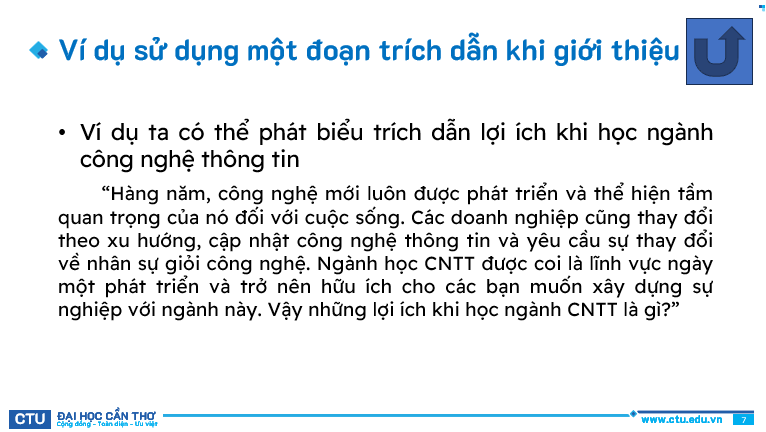 Ví dụ sử dụng một đoạn trích dẫn khi giới thiệu
• Ví dụ ta có thể phát biểu trích dẫn lợi ích khi học ngành
công nghệ thông tin
“Hàng năm, công nghệ mới luôn được phát triển và thể hiện tầm
quan trọng của nó đối với cuộc sống. Các doanh nghiệp cũng thay đổi
theo xu hướng, cập nhật công nghệ thông tin và yêu cầu sự thay đổi
về nhân sự giỏi công nghệ. Ngành học CNTT được coi là lĩnh vực ngày
một phát triển và trở nên hữu ích cho các bạn muốn xây dựng sự
nghiệp với ngành này. Vậy những lợi ích khi học ngành CNTT là gì?”
CTU ĐẠI HỌC CẦN THƠ
Cộng đồng - Toàn diện - Ưu việt
www.ctu.edu.vn 7